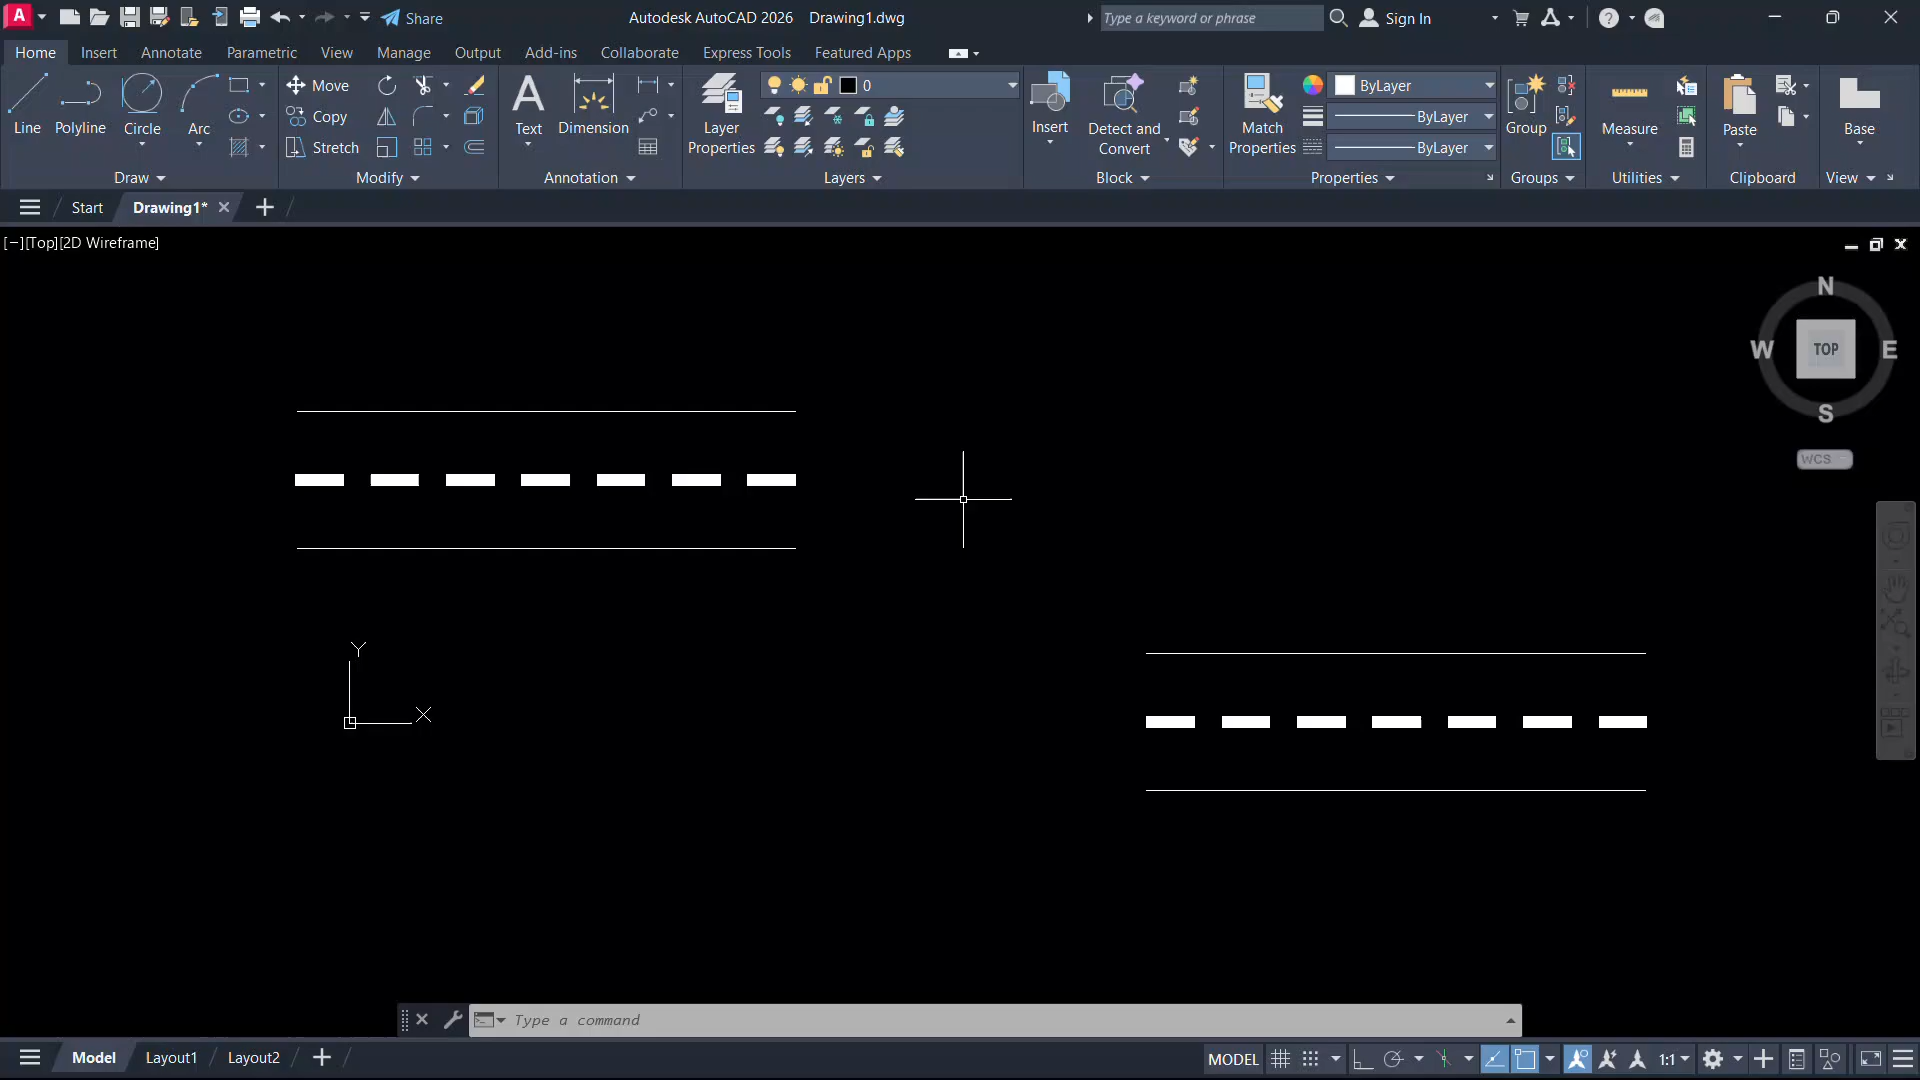 A Share Autodesk AutoCAD 2026 Drawing1.dwg Type a keyword or phrase Sign In
Home Insert Annotate Parametric View Manage Output Add-ins Collaborate Express Tools Featured Apps
Line Polyline Circle Arc
Move
Copy
Stretch
Text Dimension
Layer
Properties
0
Insert
Detect and
Convert
Match
Properties
ByLayer
ByLayer
ByLayer
Group
Measure
Paste
Base
Draw Modify Annotation Layers Block Properties Groups Utilities Clipboard View
Start Drawing1*
[−][Top][2D Wireframe]
N
W TOP E
S
WCS
Y
X
Type a command
Model Layout1 Layout2 MODEL 1:1